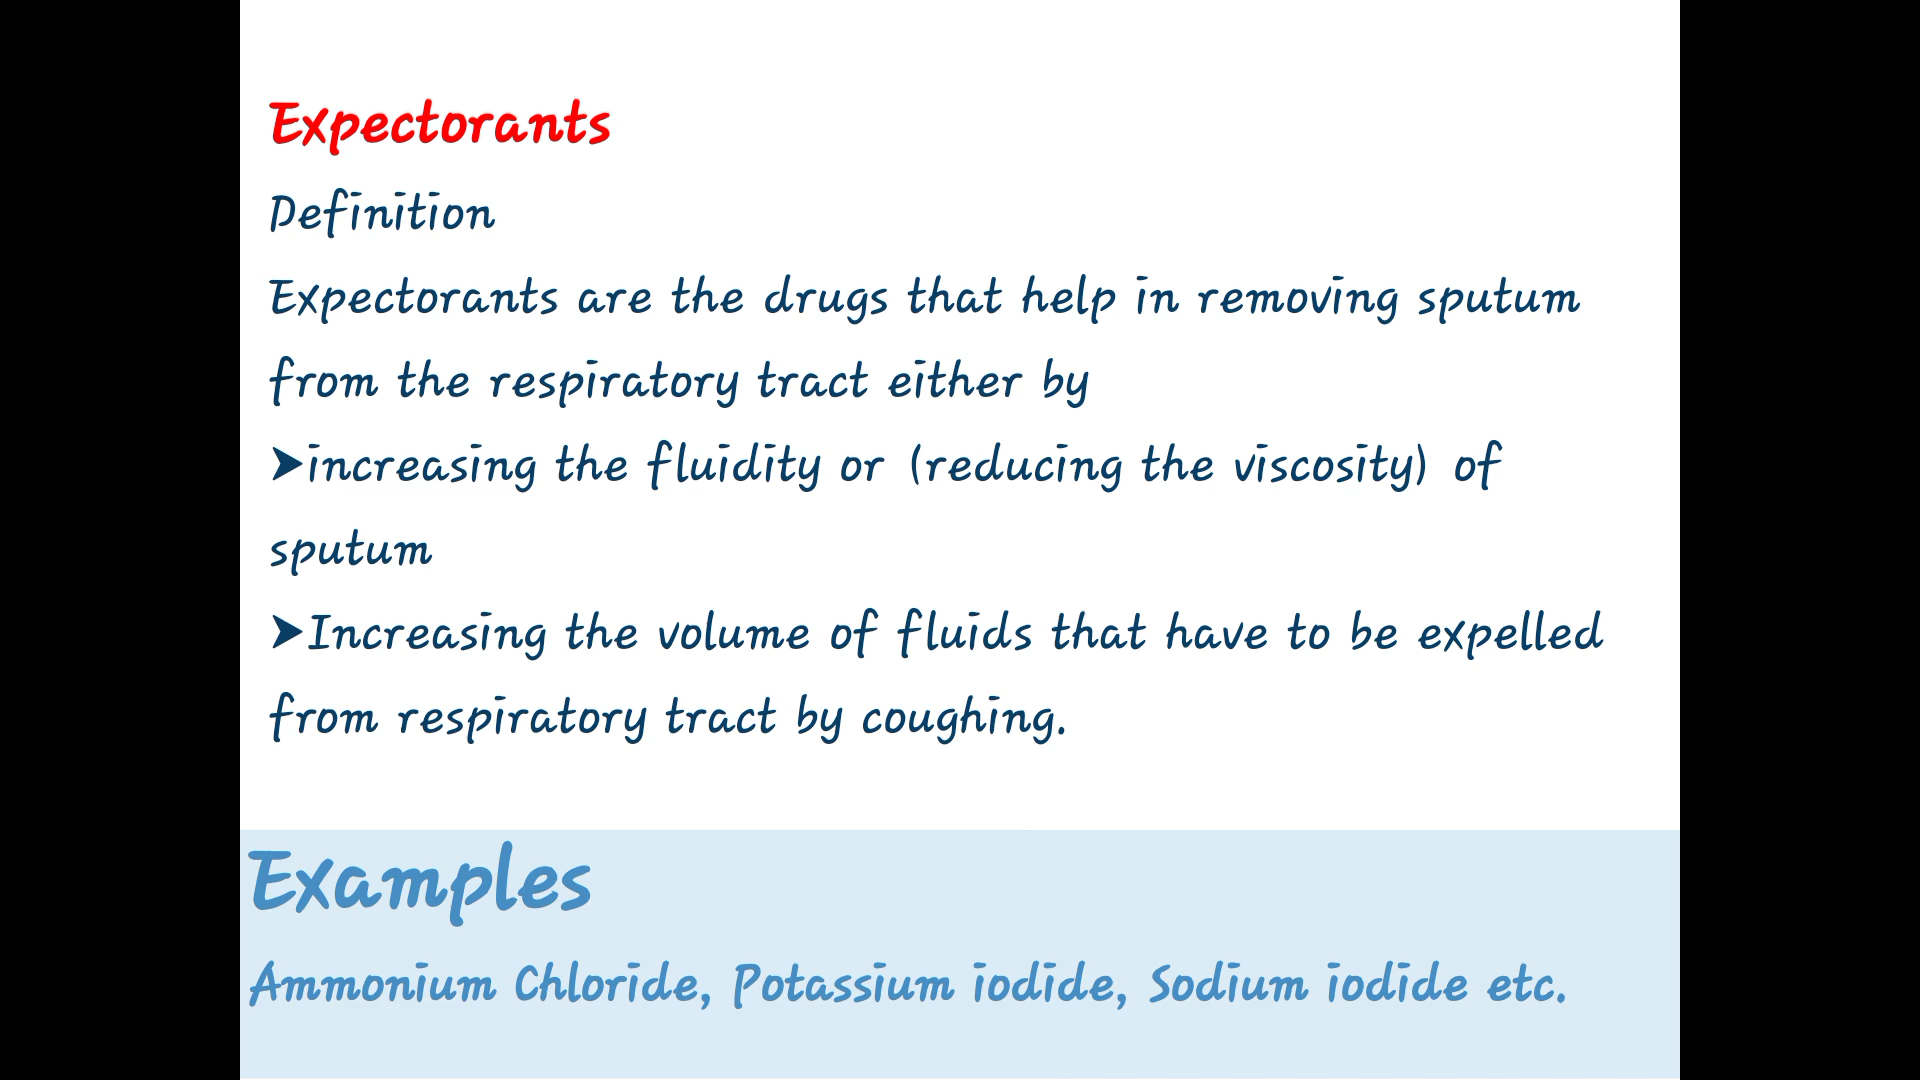 Expectorants
Definition
Expectorants are the drugs that help in removing sputum
from the respiratory tract either by
➤increasing the fluidity or (reducing the viscosity) of
sputum
➤Increasing the volume of fluids that have to be expelled
from respiratory tract by coughing.
Examples
Ammonium Chloride, Potassium iodide, Sodium iodide etc.